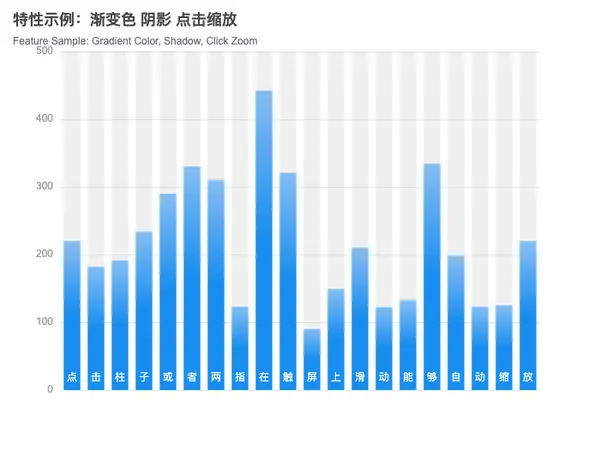 特性示例：渐变色 阴影 点击缩放
Feature Sample: Gradient Color, Shadow, Click Zoom
500
400
300
200
100
0
点 击 柱 子 或 者 两 指 在 触 屏 上 滑 动 能 够 自 动 缩 放